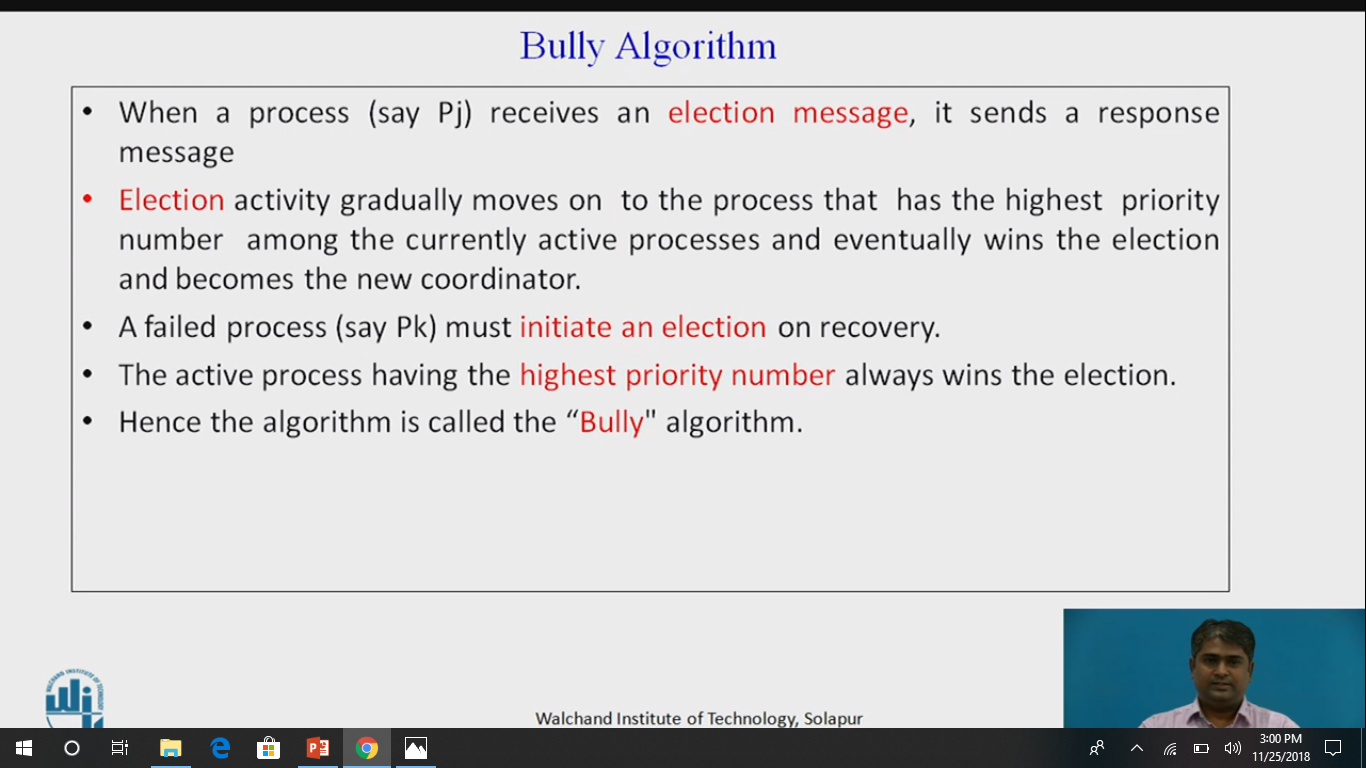 Bully Algorithm
• When a process (say Pj) receives an election message, it sends a response
message
• Election activity gradually moves on to the process that has the highest priority
number among the currently active processes and eventually wins the election
and becomes the new coordinator.
• A failed process (say Pk) must initiate an election on recovery.
• The active process having the highest priority number always wins the election.
• Hence the algorithm is called the “Bully" algorithm.
WALCHAND INSTITUTE OF TECHNOLOGY
Walchand Institute of Technology, Solapur
3:00 PM
11/25/2018